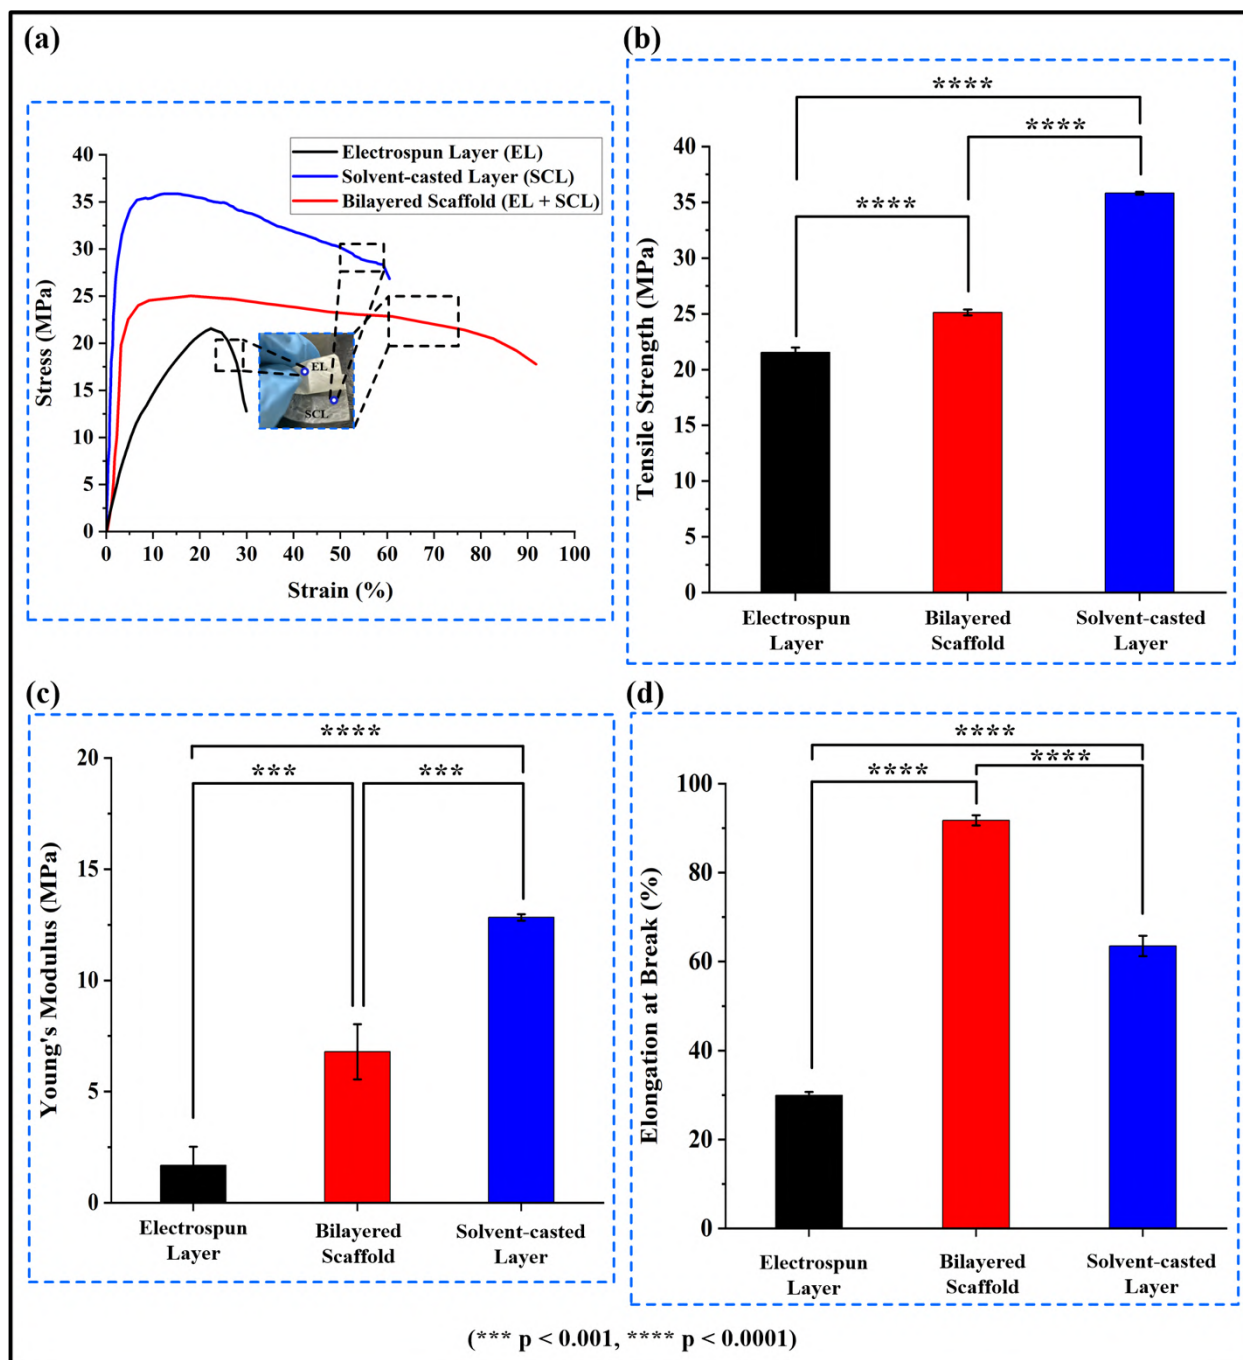 (a)
Electrospun Layer (EL)
Solvent-casted Layer (SCL)
Bilayered Scaffold (EL + SCL)
40
35
30
25
20
15
10
5
0
Stress (MPa)
EL
SCL
0 10 20 30 40 50 60 70 80 90 100
Strain (%)
(b)
****
****
****
40
35
30
25
20
15
10
5
0
Tensile Strength (MPa)
Electrospun Bilayered Solvent-casted
Layer Scaffold Layer
(c)
****
*** ***
20
15
10
5
0
Young's Modulus (MPa)
Electrospun Bilayered Solvent-casted
Layer Scaffold Layer
(d)
****
**** ****
100
80
60
40
20
0
Elongation at Break (%)
Electrospun Bilayered Solvent-casted
Layer Scaffold Layer
(*** p < 0.001, **** p < 0.0001)